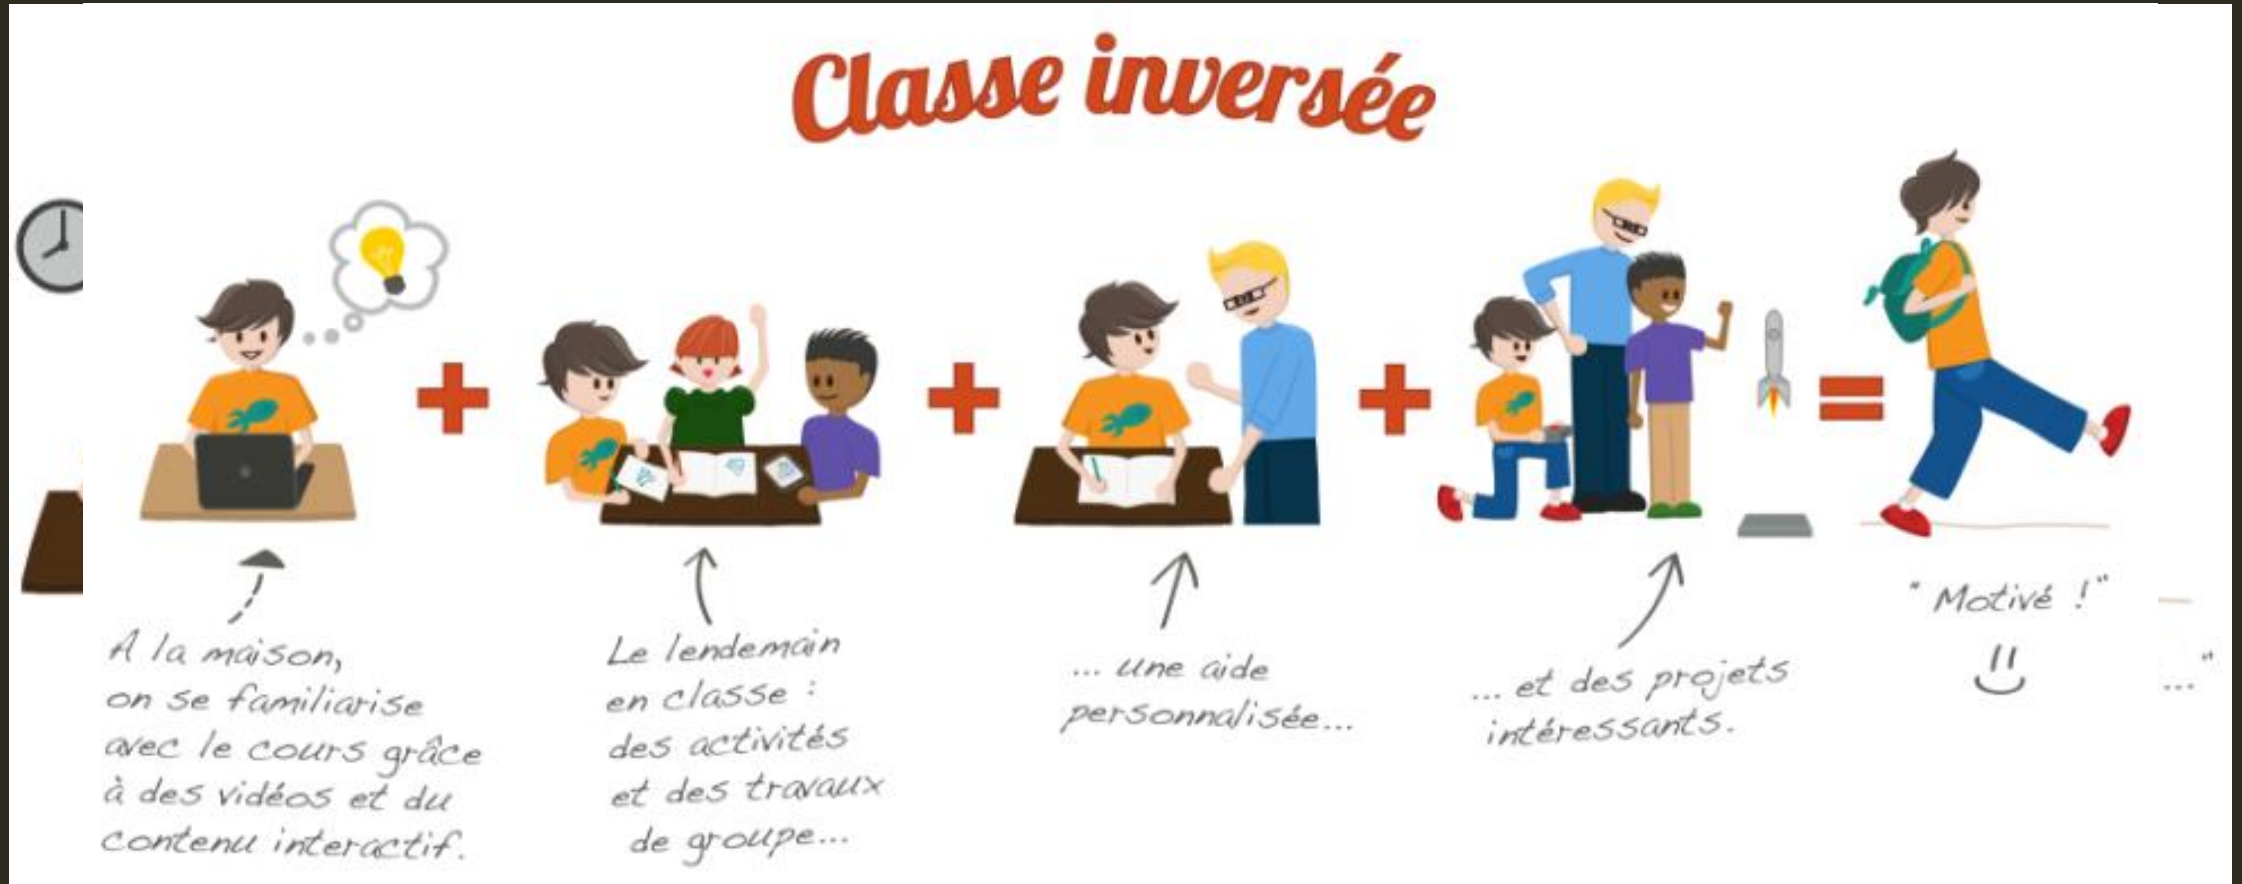 Classe inversée
A la maison,
on se familiarise
avec le cours grâce
à des vidéos et du
contenu interactif.
Le lendemain
en classe :
des activités
et des travaux
de groupe...
... une aide
personnalisée...
... et des projets
intéressants.
" Motivé ! "
..."